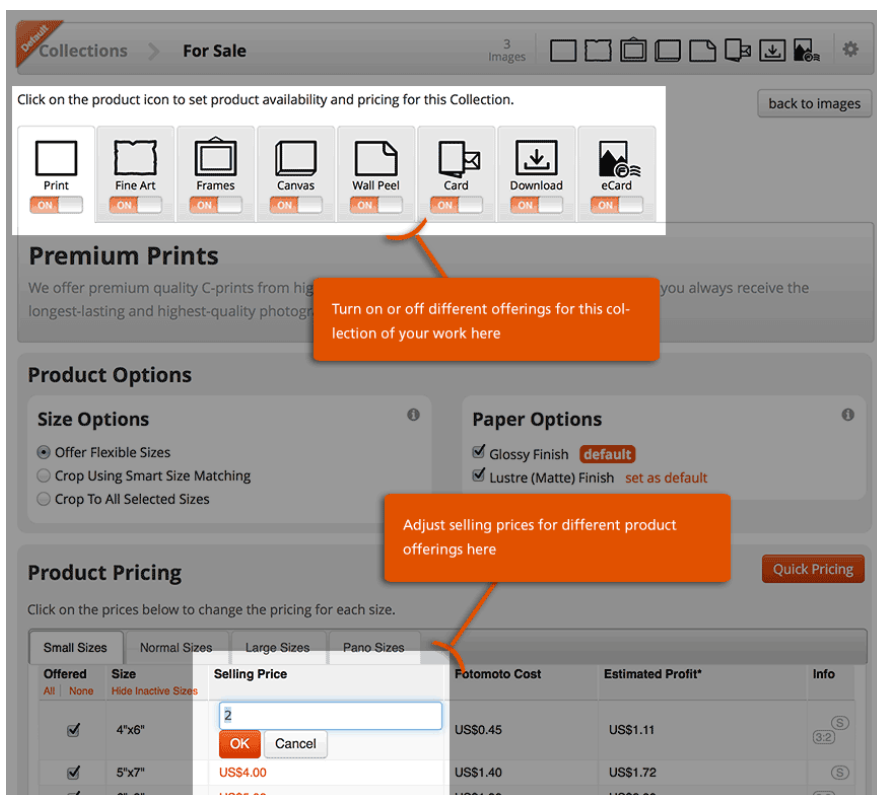 Default
Collections
For Sale
3
Images
Click on the product icon to set product availability and pricing for this Collection.
back to images
Print Fine Art Frames Canvas Wall Peel Card Download eCard
ON ON ON ON ON ON ON ON
Premium Prints
We offer premium quality C-prints from hig you always receive the
longest-lasting and highest-quality photogr
Turn on or off different offerings for this col-
lection of your work here
Product Options
Size Options
Offer Flexible Sizes
Crop Using Smart Size Matching
Crop To All Selected Sizes
Paper Options
Glossy Finish default
Lustre (Matte) Finish set as default
Adjust selling prices for different product
offerings here
Product Pricing
Quick Pricing
Click on the prices below to change the pricing for each size.
Small Sizes Normal Sizes Large Sizes Pano Sizes
Offered Size Selling Price Fotomoto Cost Estimated Profit* Info
All | None Hide Inactive Sizes
2
4"x6" US$0.45 US$1.11 S
3:2
OK Cancel
5"x7" US$4.00 US$1.40 US$1.72 S